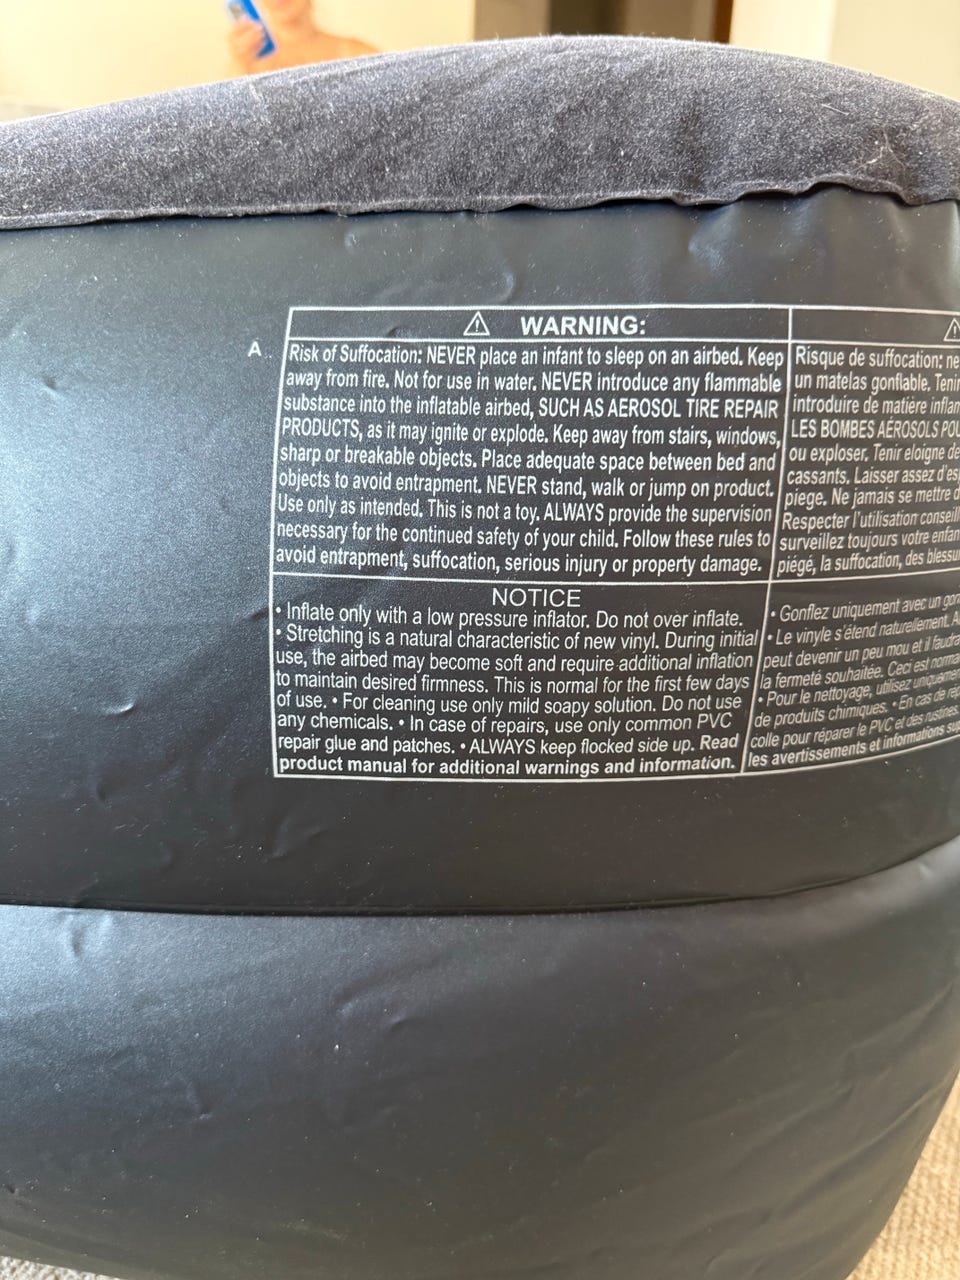 A
WARNING:
Risk of Suffocation: NEVER place an infant to sleep on an airbed. Keep
away from fire. Not for use in water. NEVER introduce any flammable
substance into the inflatable airbed, SUCH AS AEROSOL TIRE REPAIR
PRODUCTS, as it may ignite or explode. Keep away from stairs, windows,
sharp or breakable objects. Place adequate space between bed and
objects to avoid entrapment. NEVER stand, walk or jump on product.
Use only as intended. This is not a toy. ALWAYS provide the supervision
necessary for the continued safety of your child. Follow these rules to
avoid entrapment, suffocation, serious injury or property damage.
NOTICE
• Inflate only with a low pressure inflator. Do not over inflate.
• Stretching is a natural characteristic of new vinyl. During initial
use, the airbed may become soft and require additional inflation
to maintain desired firmness. This is normal for the first few days
of use. • For cleaning use only mild soapy solution. Do not use
any chemicals. • In case of repairs, use only common PVC
repair glue and patches. • ALWAYS keep flocked side up. Read
product manual for additional warnings and information.
Risque de suffocation: ne
un matelas gonflable. Tenir
introduire de matière inflam
LES BOMBES AÉROSOLS POU
ou exploser. Tenir eloigne de
cassants. Laisser assez d'es
piege. Ne jamais se mettre d
Respecter l'utilisation conseil
surveillez toujours votre enfan
piégé, la suffocation, des blessu
• Gonflez uniquement avec un gon
• Le vinyle s'étend naturellement. A
peut devenir un peu mou et il faudra
la fermeté souhaitée. Ceci est norma
• Pour le nettoyage, utilisez uniquemen
de produits chimiques. • En cas de rép
colle pour réparer le PVC et des rustines.
les avertissements et informations sup